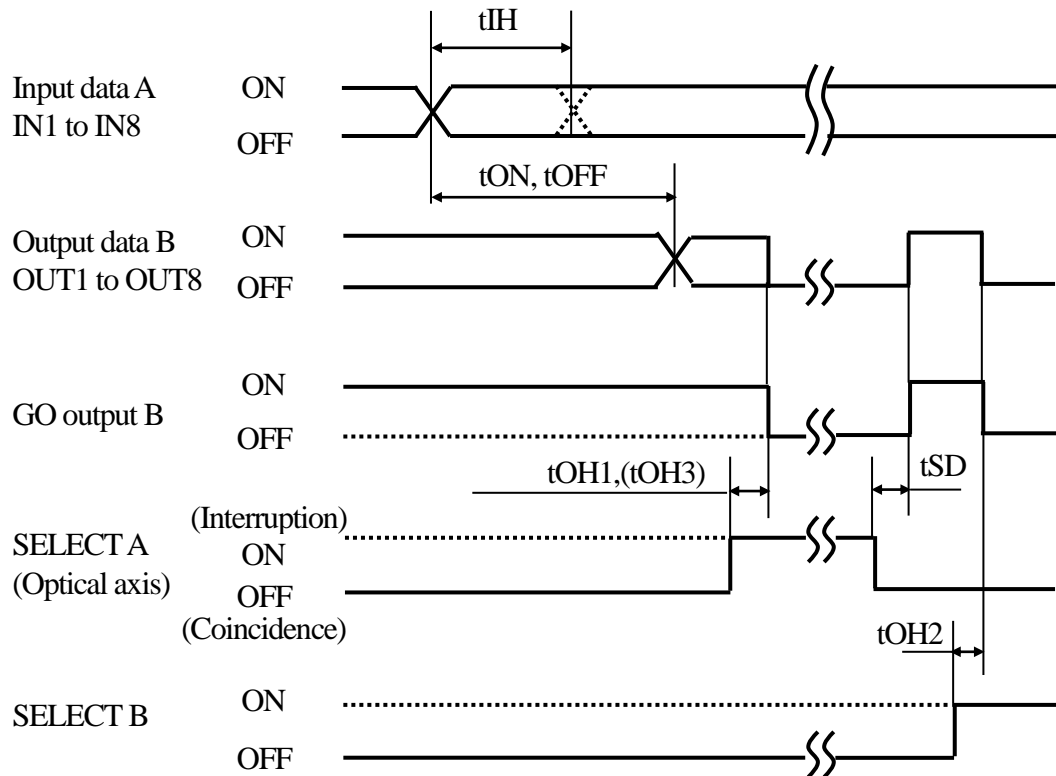 tIH
Input data A
IN1 to IN8
ON
OFF
tON, tOFF
Output data B
OUT1 to OUT8
ON
OFF
GO output B
ON
OFF
tOH1,(tOH3)
tSD
SELECT A
(Optical axis)
(Interruption)
ON
OFF
(Coincidence)
tOH2
SELECT B
ON
OFF